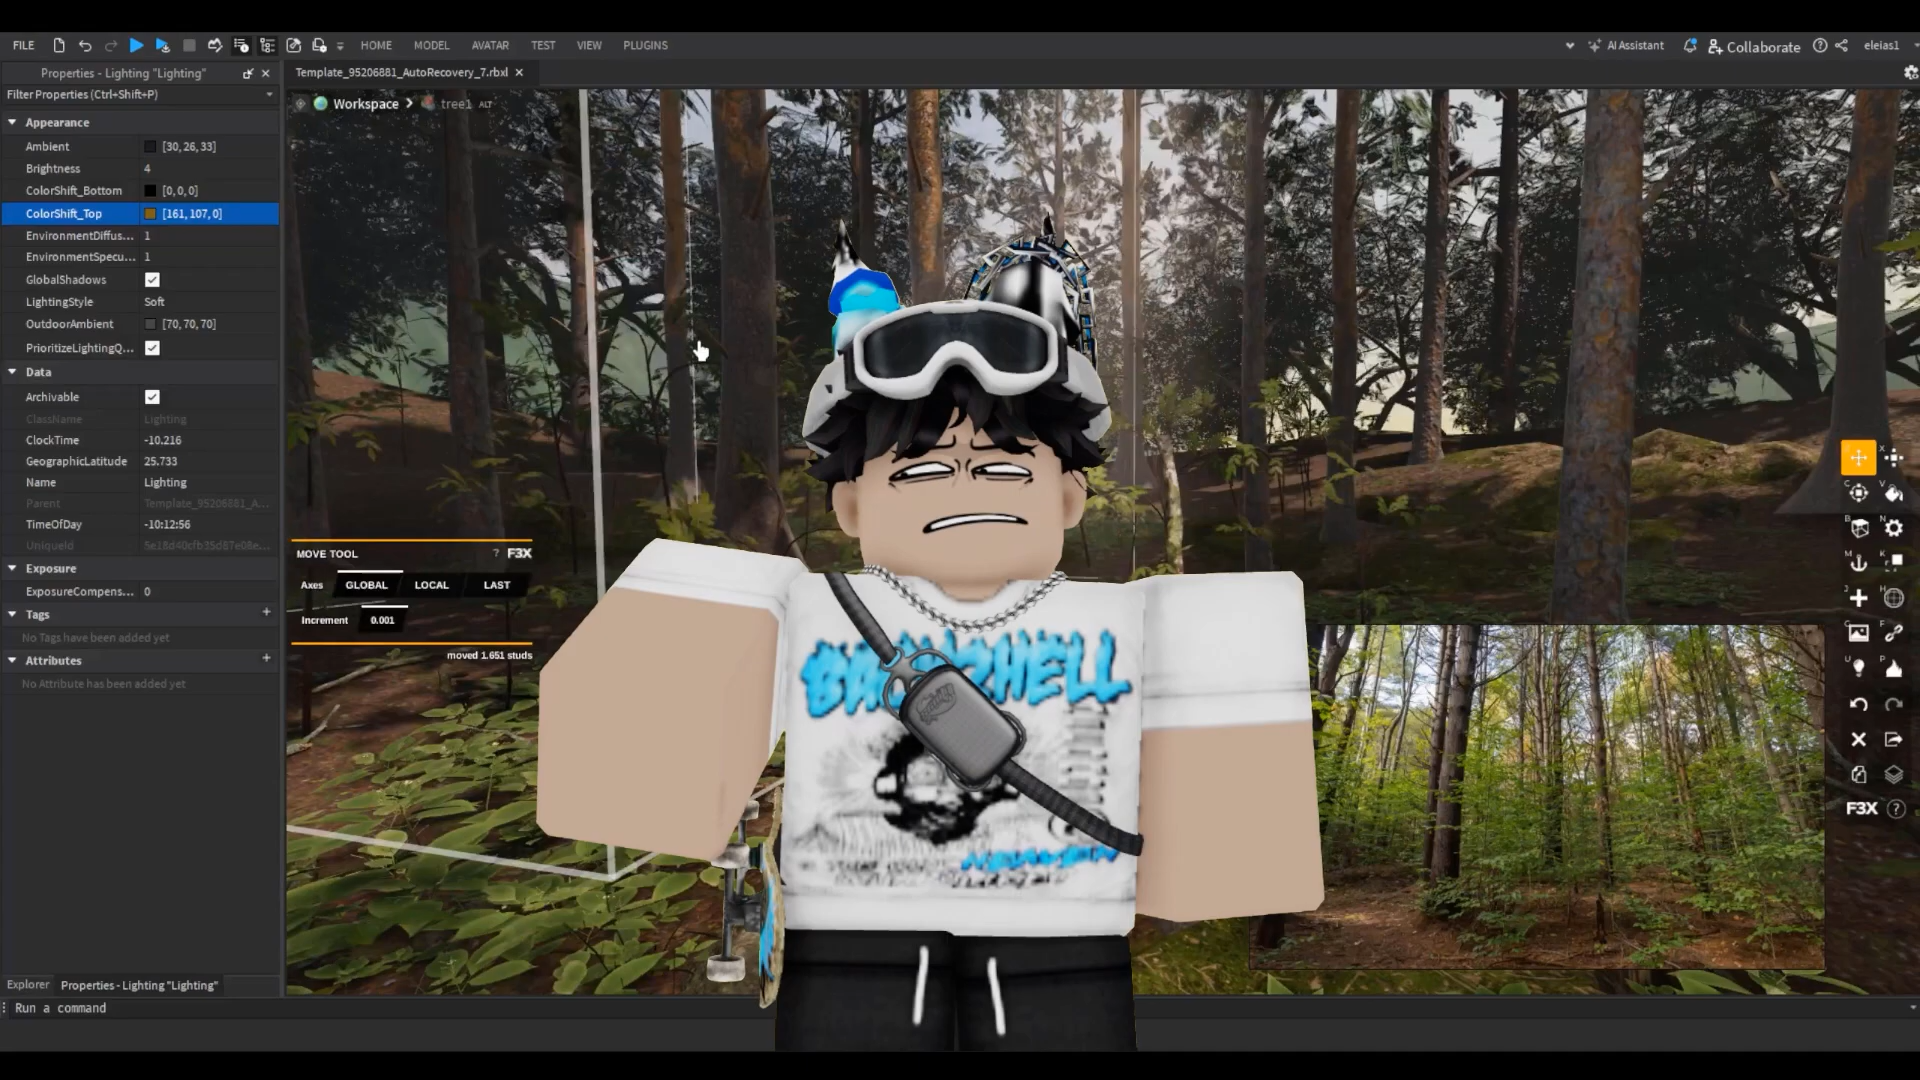 FILE
HOME
MODEL
AVATAR
TEST
VIEW
PLUGINS
AI Assistant
Collaborate
eleias1
Properties - Lighting "Lighting"
Template_95206881_AutoRecovery_7.rbxl
Filter Properties (Ctrl+Shift+P)
Workspace
tree1
ALT
Appearance
Ambient [30, 26, 33]
Brightness 4
ColorShift_Bottom [0, 0, 0]
ColorShift_Top [161, 107, 0]
EnvironmentDiffus... 1
EnvironmentSpecu... 1
GlobalShadows
LightingStyle Soft
OutdoorAmbient [70, 70, 70]
PrioritizeLightingQ...
Data
Archivable
ClassName Lighting
ClockTime -10.216
GeographicLatitude 25.733
Name Lighting
Parent Template_95206881_A...
TimeOfDay -10:12:56
UniqueId
Exposure
ExposureCompens... 0
Tags
No Tags have been added yet
Attributes
No Attribute has been added yet
MOVE TOOL ? F3X
Axes GLOBAL LOCAL LAST
Increment 0.001
moved 1.651 studs
F3X
Explorer
Properties - Lighting "Lighting"
Run a command